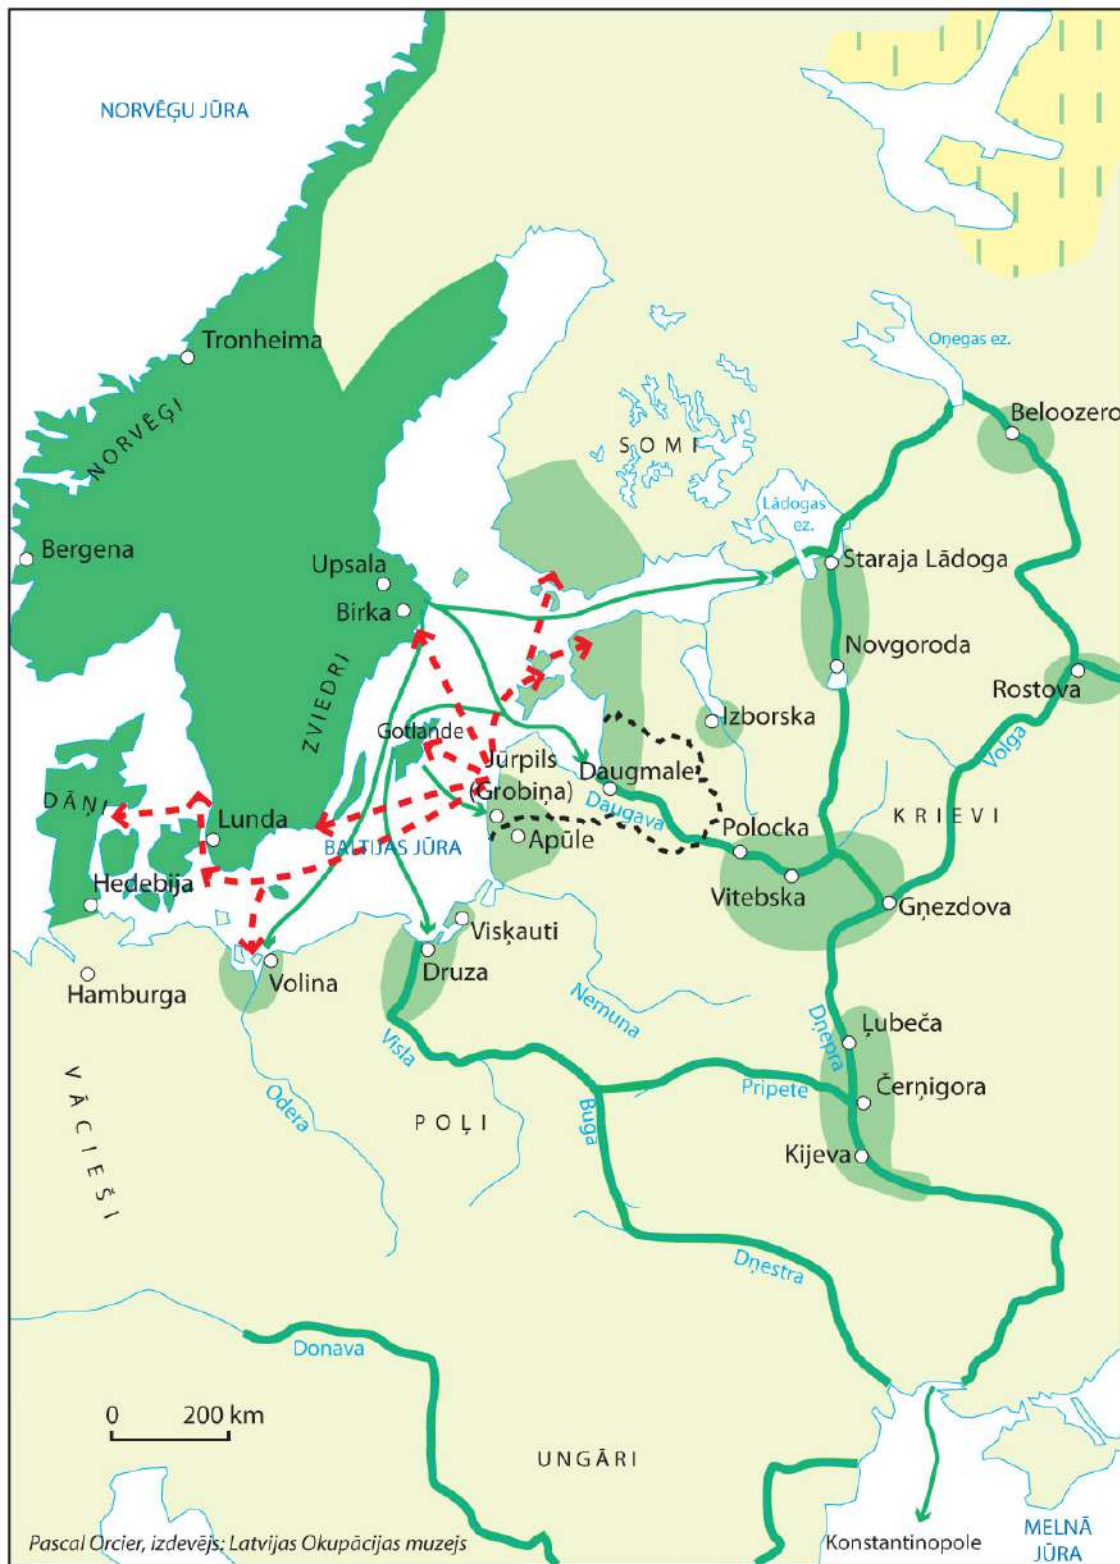 NORVĒĢU JŪRA
Tronheima
Oņegas ez.
Beloozero
NORVĒĢI
SOMI
Lādogas
ez.
Bergena
Upsala
Staraja Lādoga
Birka
Novgoroda
Rostova
ZVIEDRI
Gotlande
Izborska
Volga
Jūrpils
(Grobiņa)
Daugmale
DĀŅI
Lunda
Daugava
KRIEVI
BALTIJAS JŪRA
Apūle
Polocka
Hedebija
Vitebska
Gņezdova
Viskauti
Hamburga
Volina
Druza
Nemuna
Dņepra
Ļubeča
Visla
VĀCIEŠI
Odera
POĻI
Buga
Pripete
Čerņigora
Kijeva
Dņestra
Donava
0 200 km
UNGĀRI
Pascal Orcier, izdevējs: Latvijas Okupācijas muzejs
Konstantinopole
MELNĀ
JŪRA